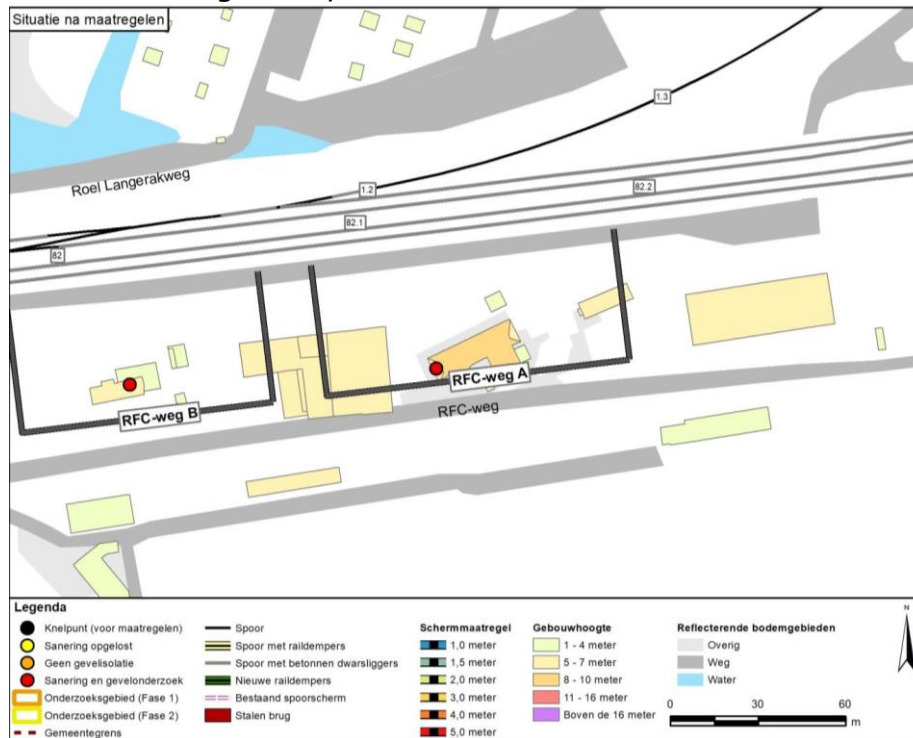 Situatie na maatregelen
1.3
Roel Langerakweg
1.2
82.2
82.1
82
RFC-weg A
RFC-weg B
RFC-weg
Legenda
Knelpunt (voor maatregelen)
Sanering opgelost
Geen gevelisolatie
Sanering en gevelonderzoek
Onderzoeksgebied (Fase 1)
Onderzoeksgebied (Fase 2)
Gemeentegrens
Spoor
Spoor met raildempers
Spoor met betonnen dwarsliggers
Nieuwe raildempers
Bestaand spoorscherm
Stalen brug
Schermmaatregel
1,0 meter
1,5 meter
2,0 meter
3,0 meter
4,0 meter
5,0 meter
Gebouwhoogte
1 - 4 meter
5 - 7 meter
8 - 10 meter
11 - 16 meter
Boven de 16 meter
Reflecterende bodemgebieden
Overig
Weg
Water
N
0 30 60
m